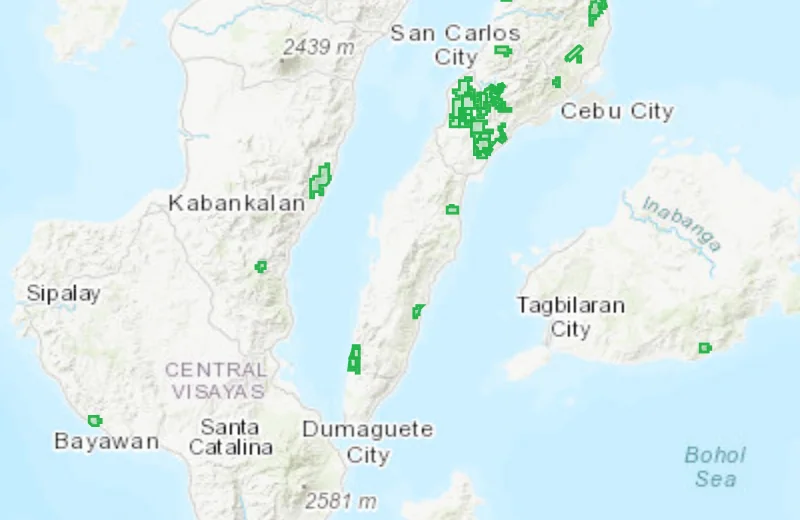 San Carlos
City
2439 m
Cebu City
Kabankalan
Inabanga
Sipalay
Tagbilaran
City
CENTRAL
VISAYAS
Santa
Catalina
Dumaguete
City
Bayawan
Bohol
Sea
2581 m